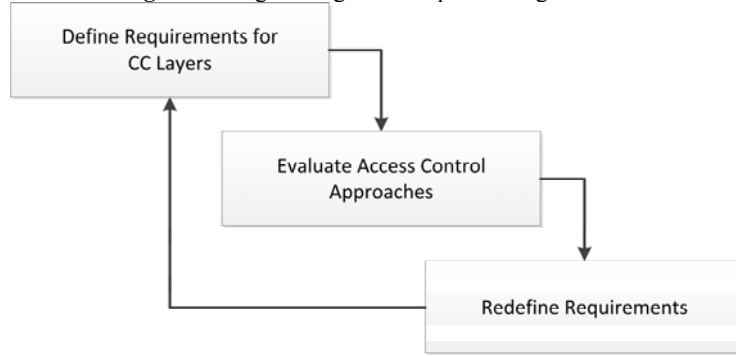 Define Requirements for
CC Layers
Evaluate Access Control
Approaches
Redefine Requirements